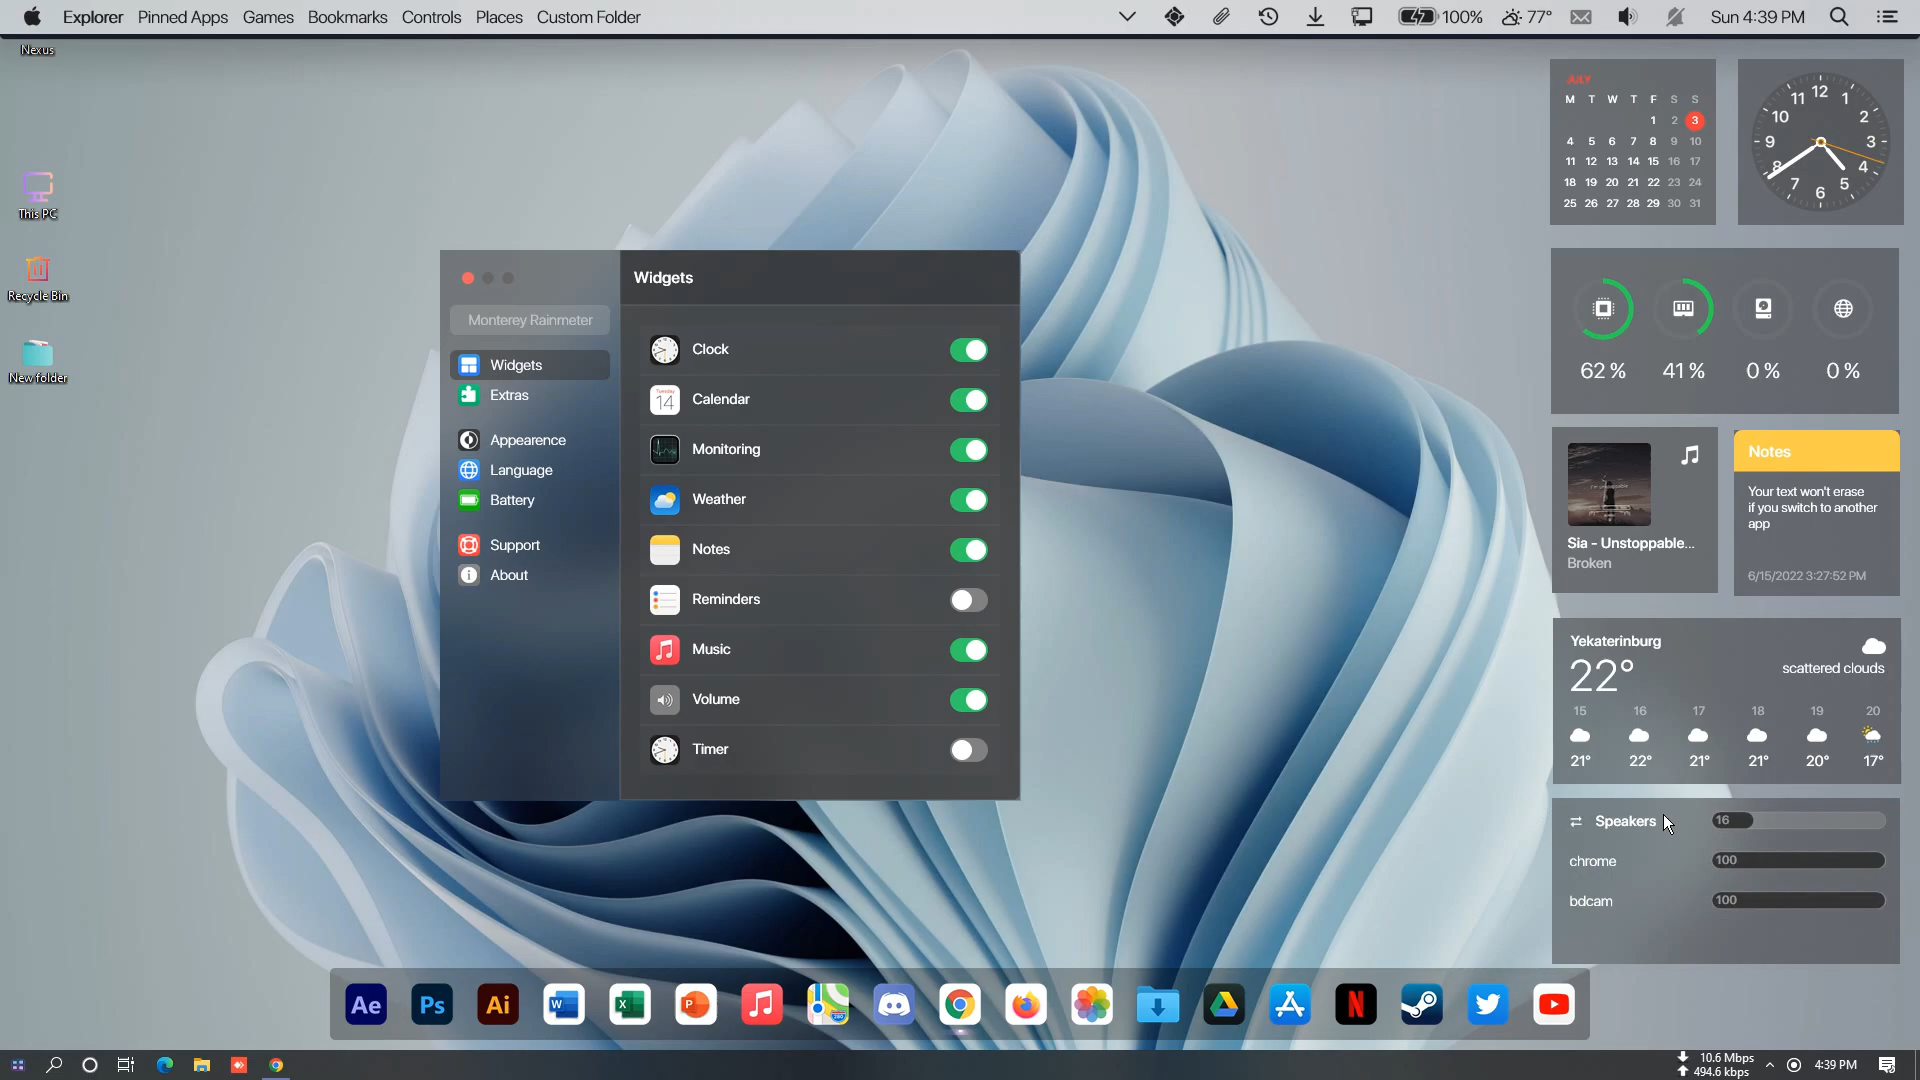 Explorer Pinned Apps Games Bookmarks Controls Places Custom Folder
100% 77° Sun 4:39 PM
Nexus
This PC
Recycle Bin
New folder
Monterey Rainmeter
Widgets
Extras
Appearence
Language
Battery
Support
About
Widgets
Clock
Tuesday
14
Calendar
Monitoring
Weather
Notes
Reminders
Music
Volume
Timer
JULY
M T W T F S S
1 2 3
4 5 6 7 8 9 10
11 12 13 14 15 16 17
18 19 20 21 22 23 24
25 26 27 28 29 30 31
12 1 2 3 4 5 6 7 8 9 10 11
62% 41% 0% 0%
Sia - Unstoppable...
Broken
Notes
Your text won't erase
if you switch to another
app
6/15/2022 3:27:52 PM
Yekaterinburg
22°
scattered clouds
15 16 17 18 19 20
21° 22° 21° 21° 20° 17°
Speakers 16
chrome 100
bdcam 100
Ae Ps Ai W X P 280 N
10.6 Mbps
494.6 kbps
4:39 PM